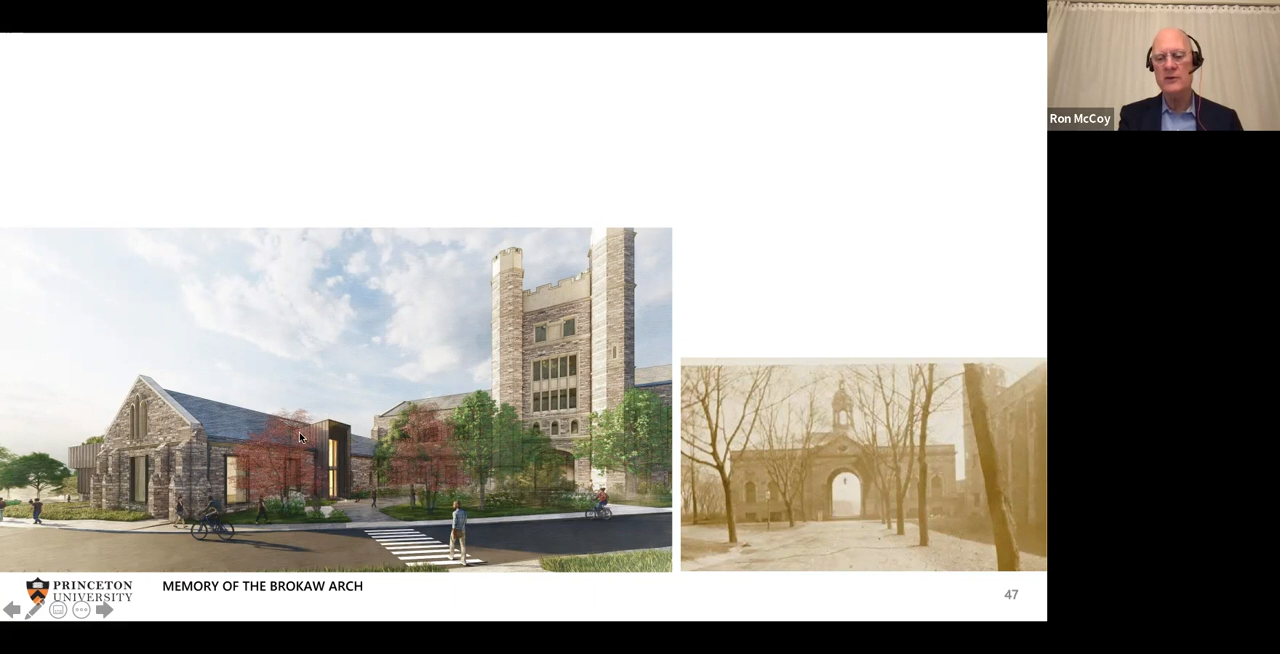 Ron McCoy
PRINCETON
UNIVERSITY
MEMORY OF THE BROKAW ARCH
47